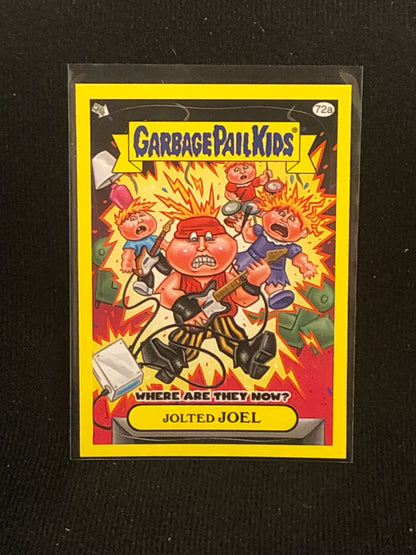 72a
GARBAGE PAIL KIDS®
WHERE ARE THEY NOW?
JOLTED JOEL